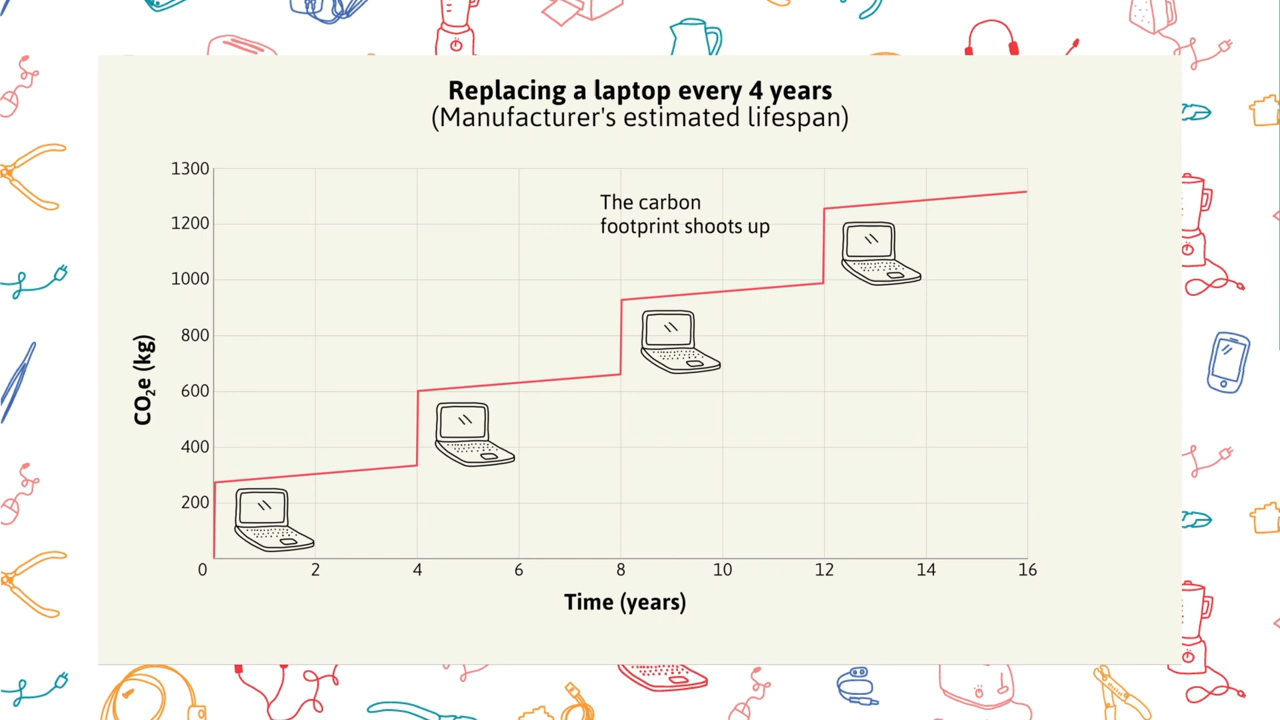 Replacing a laptop every 4 years
(Manufacturer's estimated lifespan)
1300
The carbon
footprint shoots up
1200
1000
800
600
400
200
CO₂e (kg)
0 2 4 6 8 10 12 14 16
Time (years)